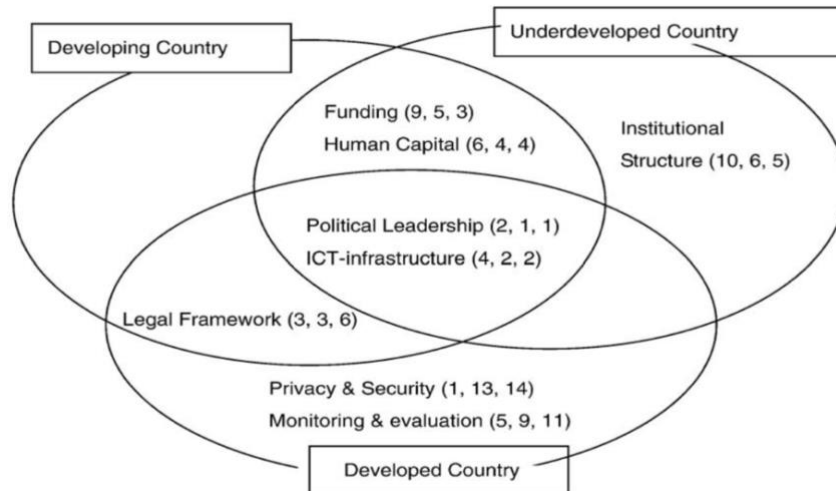 Developing Country
Underdeveloped Country
Funding (9, 5, 3)
Human Capital (6, 4, 4)
Institutional
Structure (10, 6, 5)
Political Leadership (2, 1, 1)
ICT-infrastructure (4, 2, 2)
Legal Framework (3, 3, 6)
Privacy & Security (1, 13, 14)
Monitoring & evaluation (5, 9, 11)
Developed Country